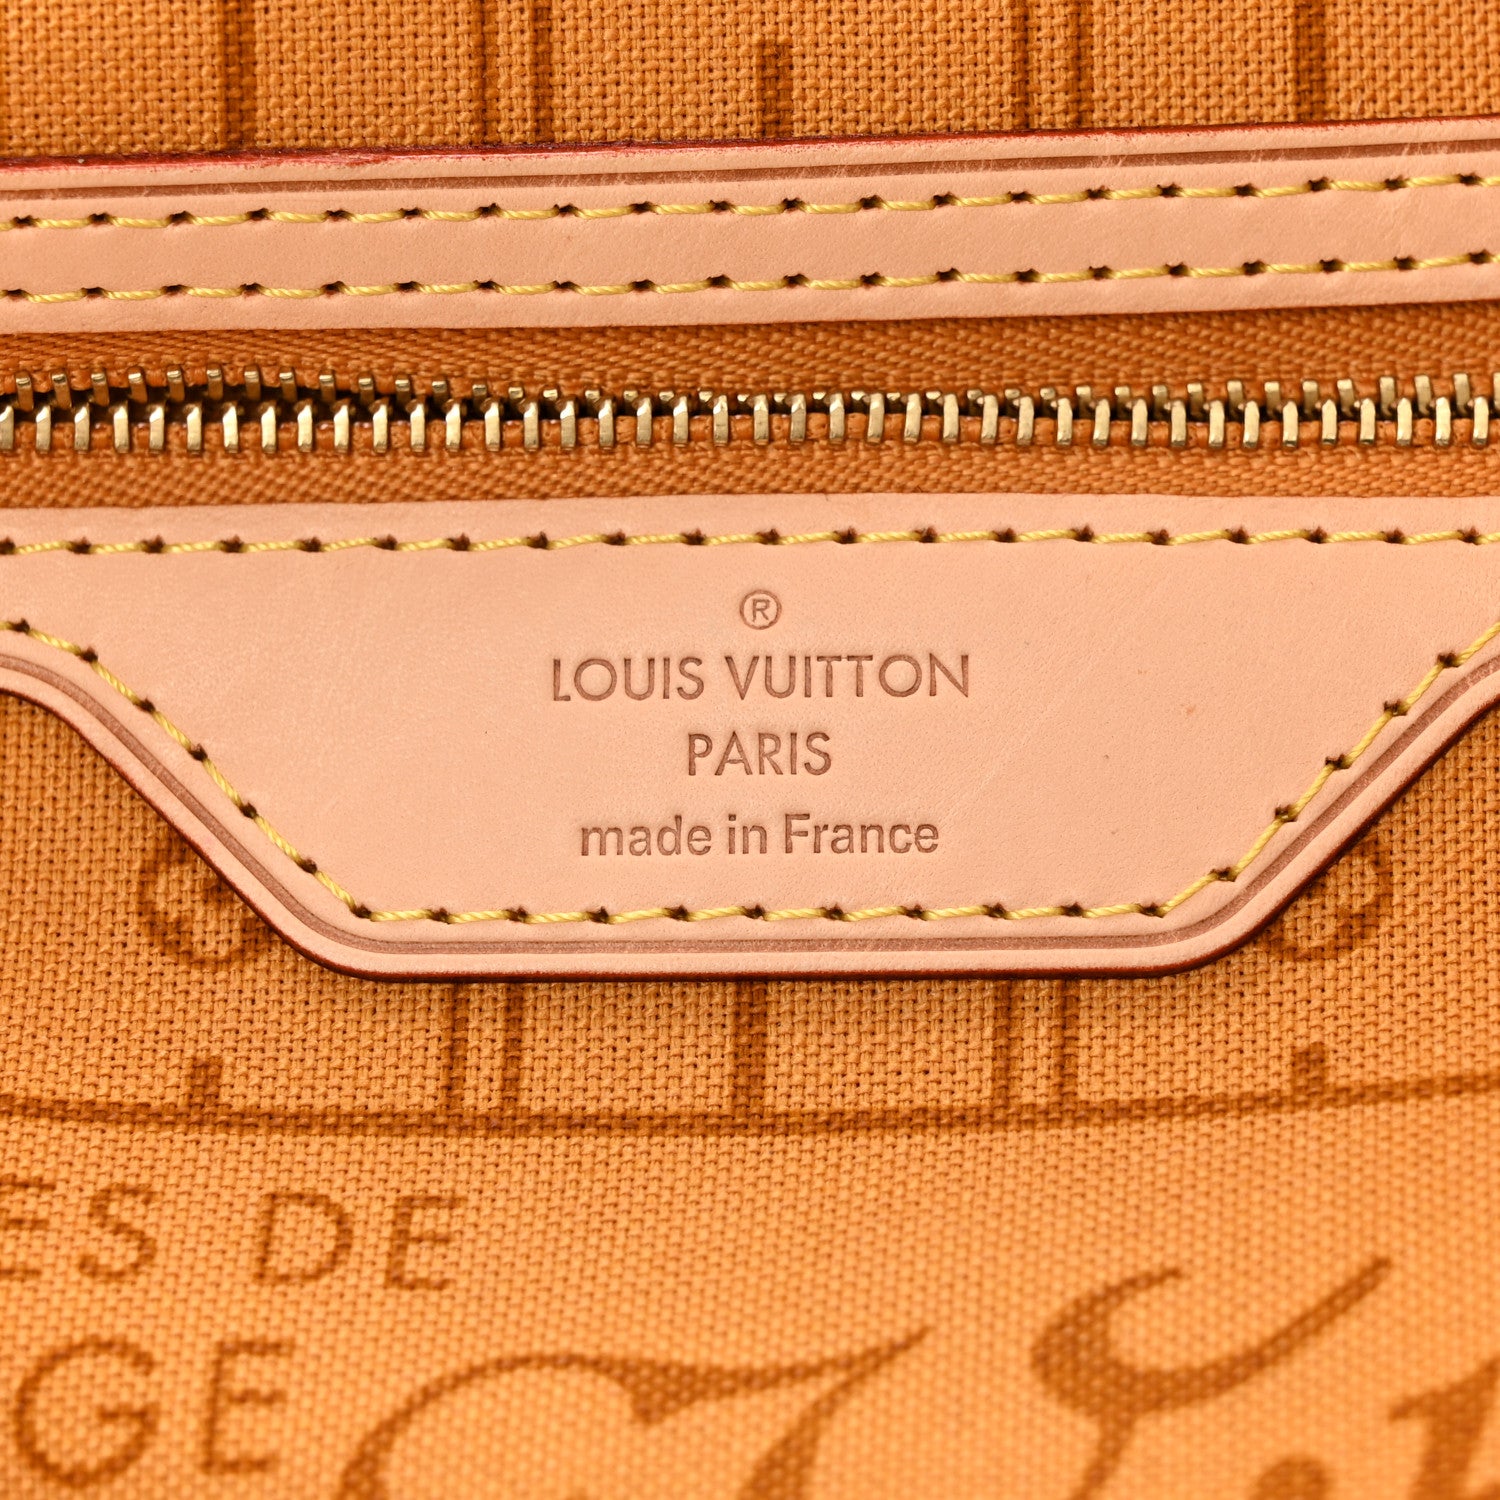 ®
LOUIS VUITTON
PARIS
made in France
ES DE
GE